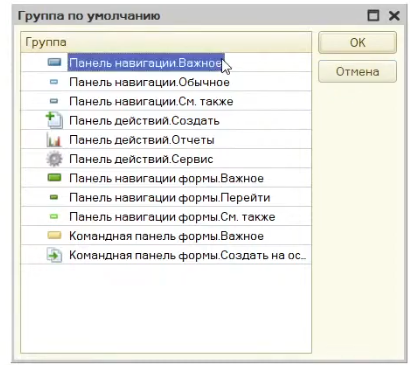 Группа по умолчанию
Группа
OK
Панель навигации.Важное
Отмена
Панель навигации.Обычное
Панель навигации.См. также
Панель действий.Создать
Панель действий.Отчеты
Панель действий.Сервис
Панель навигации формы.Важное
Панель навигации формы.Перейти
Панель навигации формы.См. также
Командная панель формы.Важное
Командная панель формы.Создать на ос...